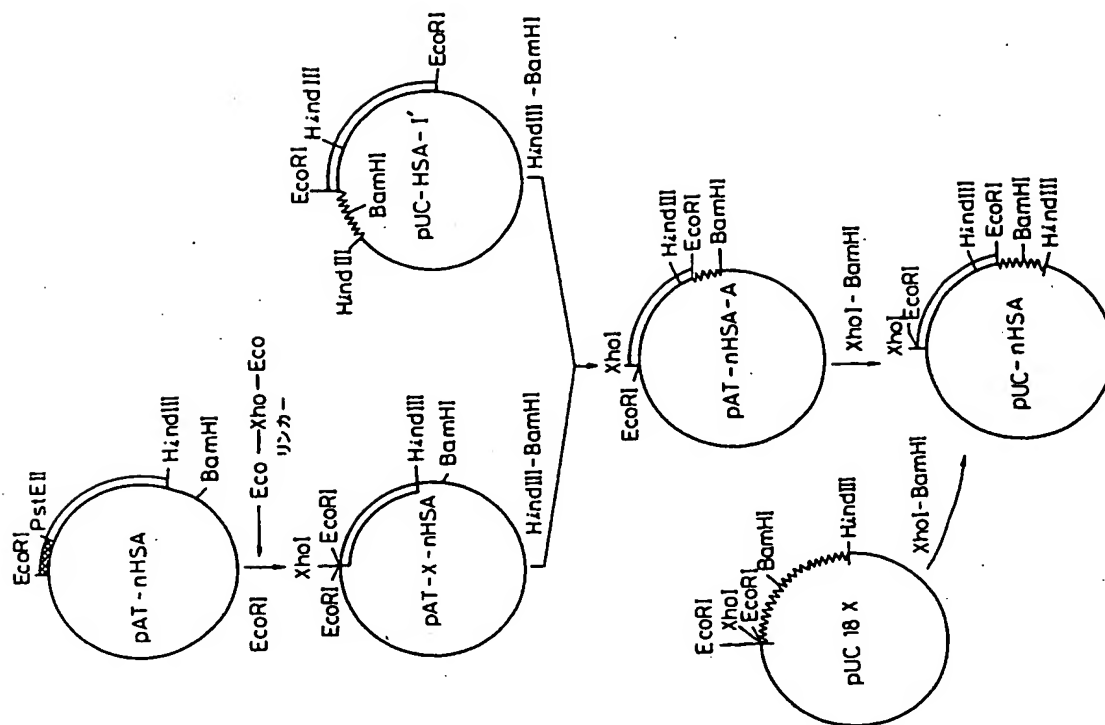 EcoRI
PstEII
pAT-nHSA
HindIII
BamHI
EcoRI
Eco—Xho—Eco
リンカー
XhoI
EcoRI
EcoRI
HindIII
BamHI
pAT-X-nHSA
HindIII-BamHI
EcoRI
HindIII
BamHI
HindIII
EcoRI
pUC-HSA-I′
HindIII-BamHI
XhoI
EcoRI
HindIII
EcoRI
BamHI
pAT-nHSA-A
XhoI-BamHI
EcoRI
XhoI
EcoRI
BamHI
HindIII
pUC 18 X
XhoI-BamHI
XhoI
EcoRI
HindIII
EcoRI
BamHI
HindIII
pUC-nHSA